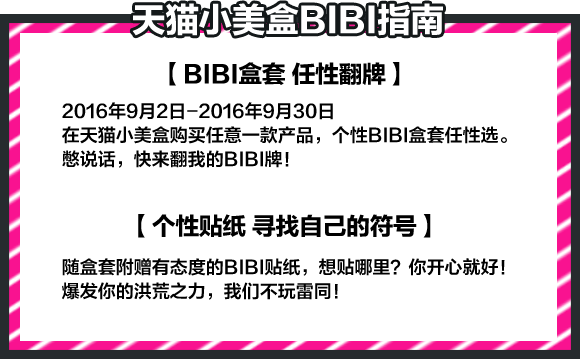 天猫小美盒BIBI指南
【 BIBI盒套 任性翻牌 】
2016年9月2日-2016年9月30日
在天猫小美盒购买任意一款产品，个性BIBI盒套任性选。
憋说话，快来翻我的BIBI牌！
【 个性贴纸 寻找自己的符号 】
随盒套附赠有态度的BIBI贴纸，想贴哪里？你开心就好！
爆发你的洪荒之力，我们不玩雷同！